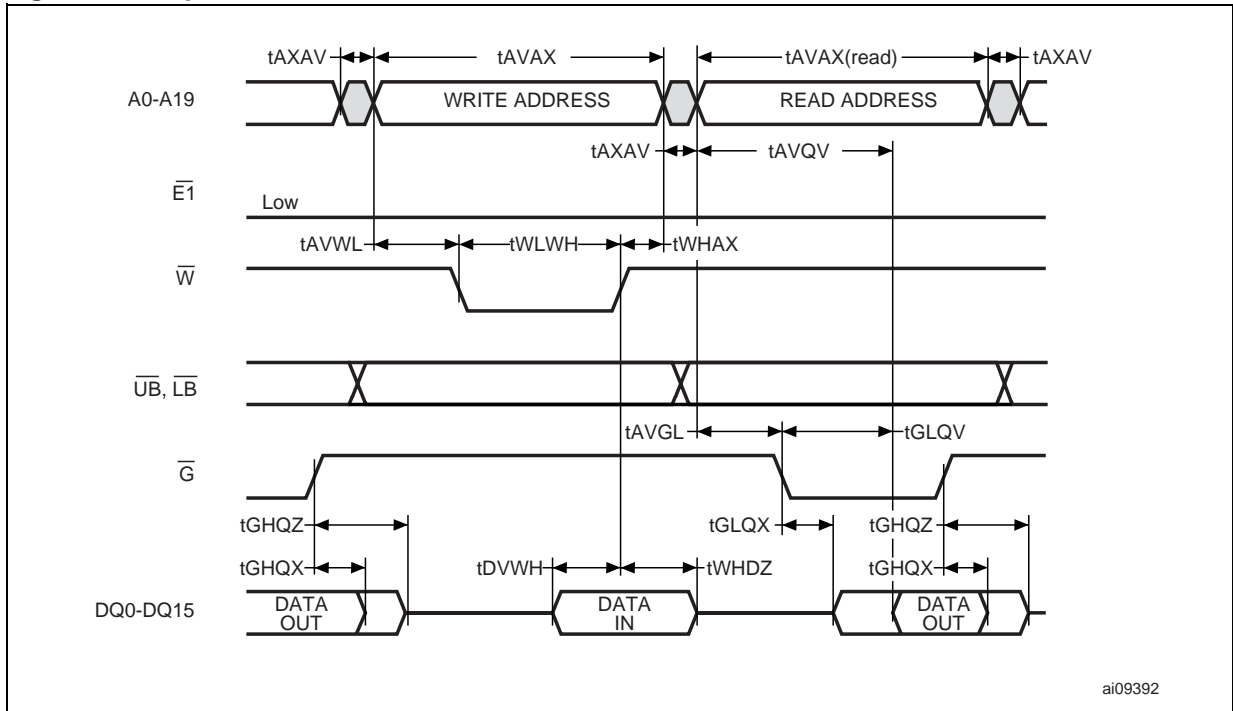 tAXAV tAVAX tAVAX(read) tAXAV
A0-A19 WRITE ADDRESS READ ADDRESS
tAXAV tAVQV
E1 Low
tAVWL tWLWH tWHAX
W
UB, LB
tAVGL tGLQV
G
tGHQZ tGLQX tGHQZ
tGHQX tDVWH tWHDZ tGHQX
DQ0-DQ15 DATA OUT DATA IN DATA OUT
ai09392